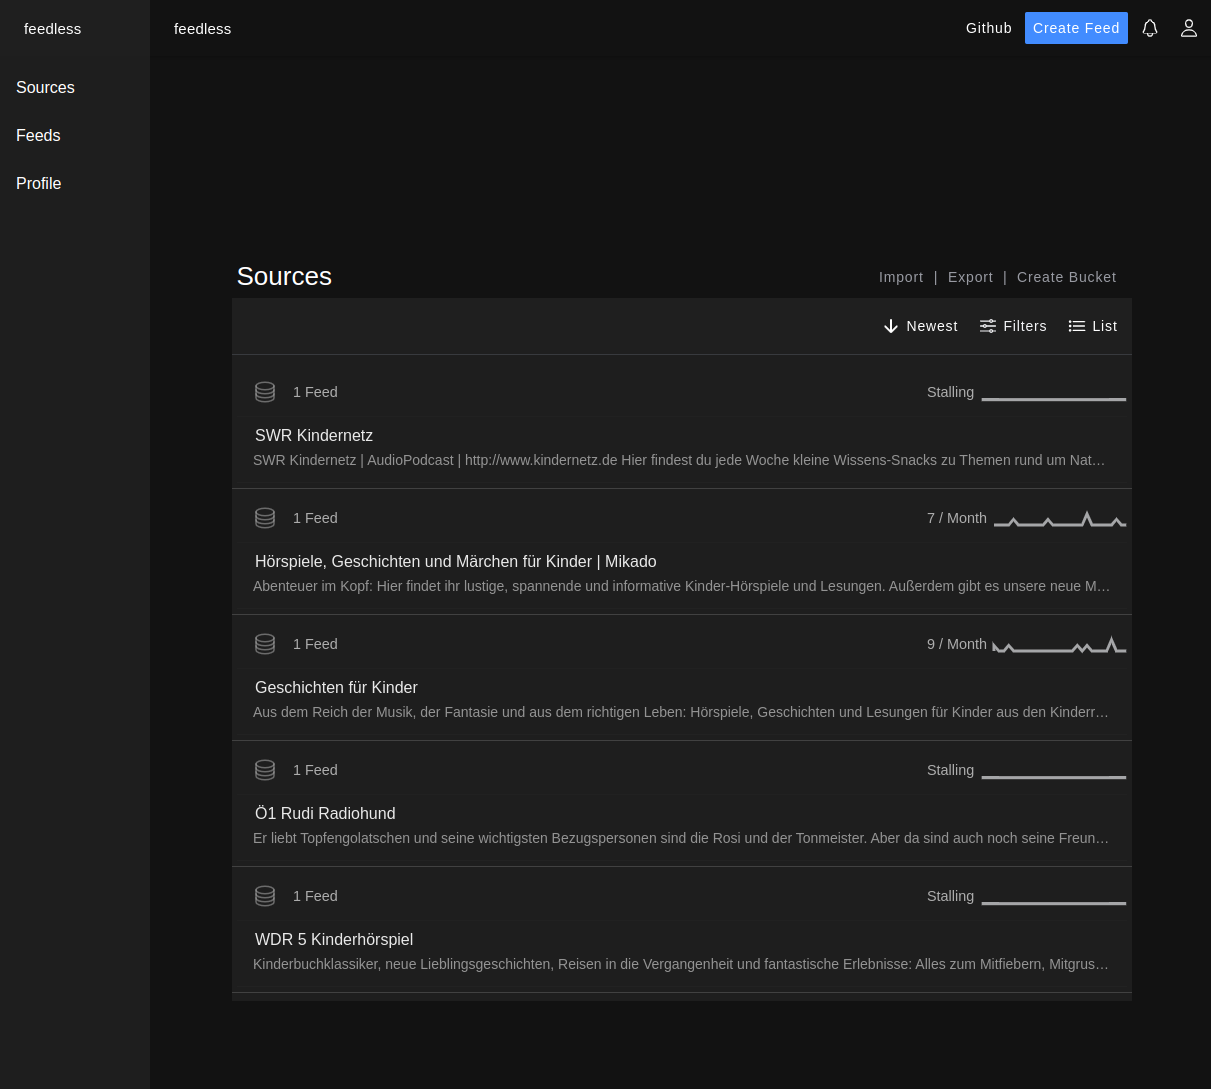 feedless
Sources
Feeds
Profile
feedless
Github
Create Feed
Sources
Import | Export | Create Bucket
Newest Filters List
1 Feed Stalling
SWR Kindernetz
SWR Kindernetz | AudioPodcast | http://www.kindernetz.de Hier findest du jede Woche kleine Wissens-Snacks zu Themen rund um Nat…
1 Feed 7 / Month
Hörspiele, Geschichten und Märchen für Kinder | Mikado
Abenteuer im Kopf: Hier findet ihr lustige, spannende und informative Kinder-Hörspiele und Lesungen. Außerdem gibt es unsere neue M…
1 Feed 9 / Month
Geschichten für Kinder
Aus dem Reich der Musik, der Fantasie und aus dem richtigen Leben: Hörspiele, Geschichten und Lesungen für Kinder aus den Kinderr…
1 Feed Stalling
Ö1 Rudi Radiohund
Er liebt Topfengolatschen und seine wichtigsten Bezugspersonen sind die Rosi und der Tonmeister. Aber da sind auch noch seine Freun…
1 Feed Stalling
WDR 5 Kinderhörspiel
Kinderbuchklassiker, neue Lieblingsgeschichten, Reisen in die Vergangenheit und fantastische Erlebnisse: Alles zum Mitfiebern, Mitgrus…